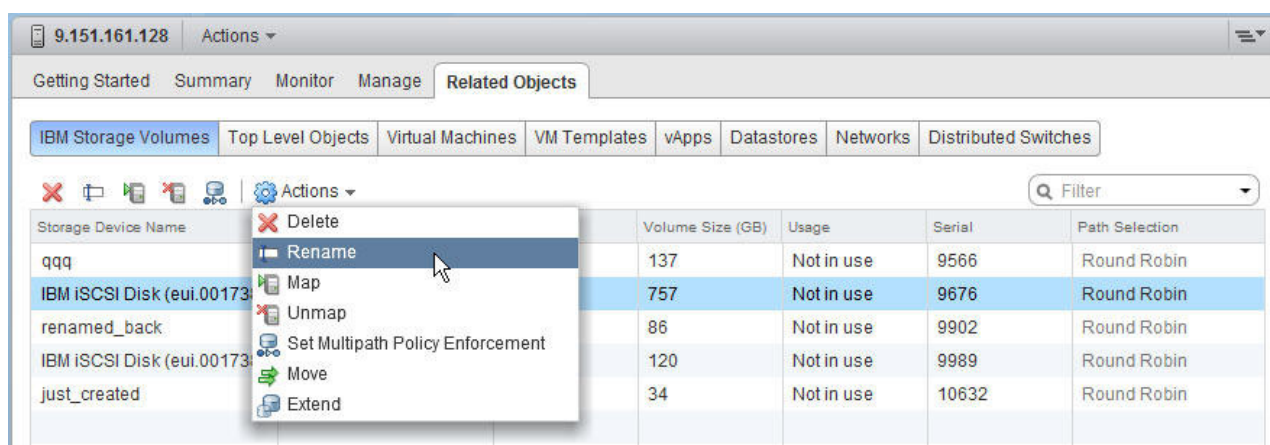 9.151.161.128 Actions
Getting Started Summary Monitor Manage Related Objects
IBM Storage Volumes Top Level Objects Virtual Machines VM Templates vApps Datastores Networks Distributed Switches
Actions Filter
Storage Device Name Volume Size (GB) Usage Serial Path Selection
Delete
Rename
Map
Unmap
Set Multipath Policy Enforcement
Move
Extend
qqq 137 Not in use 9566 Round Robin
IBM iSCSI Disk (eui.001738 757 Not in use 9676 Round Robin
renamed_back 86 Not in use 9902 Round Robin
IBM iSCSI Disk (eui.001738 120 Not in use 9989 Round Robin
just_created 34 Not in use 10632 Round Robin